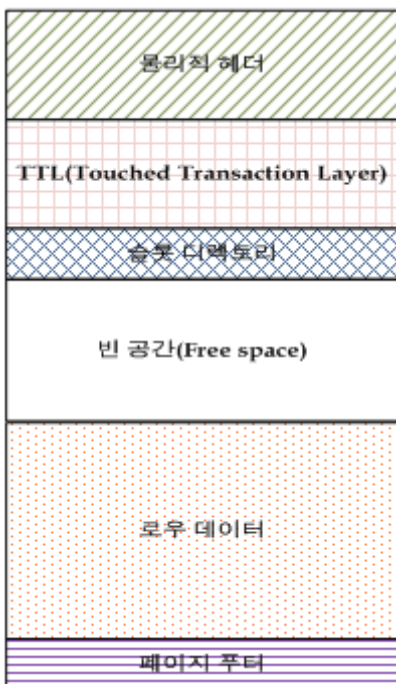 물리적 헤더
TTL(Touched Transaction Layer)
슬롯 디렉토리
빈 공간(Free space)
로우 데이터
페이지 푸터